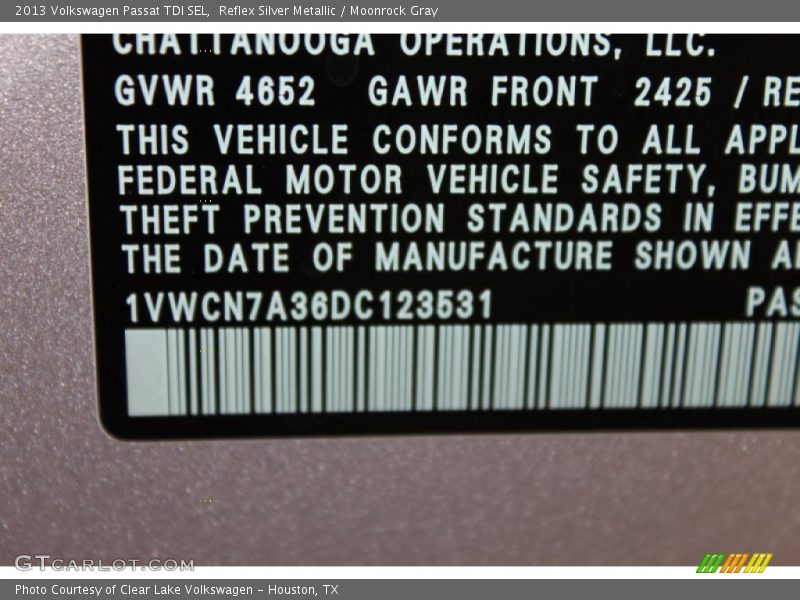 2013 Volkswagen Passat TDI SEL, Reflex Silver Metallic / Moonrock Gray
CHATTANOOGA OPERATIONS, LLC.
GVWR 4652 GAWR FRONT 2425 / RE
THIS VEHICLE CONFORMS TO ALL APPL
FEDERAL MOTOR VEHICLE SAFETY, BUM
THEFT PREVENTION STANDARDS IN EFFE
THE DATE OF MANUFACTURE SHOWN A
1VWCN7A36DC123531 PAS
GTCARLOT.COM
Photo Courtesy of Clear Lake Volkswagen – Houston, TX